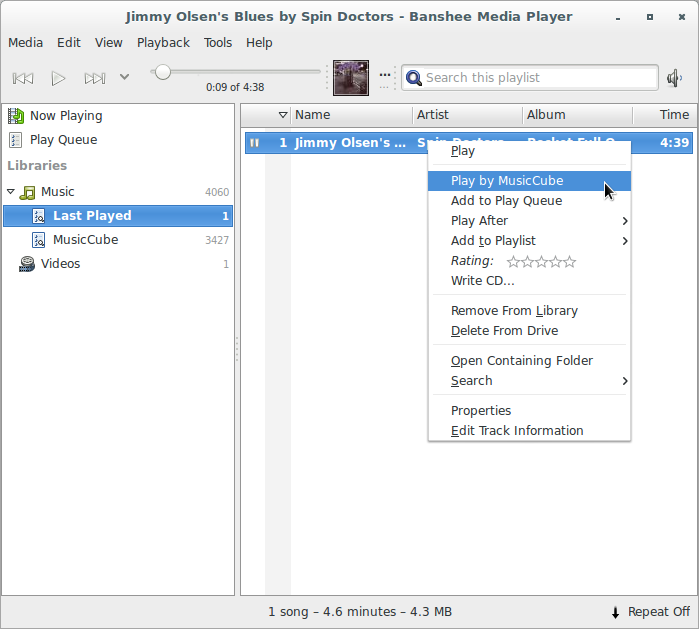 Jimmy Olsen's Blues by Spin Doctors - Banshee Media Player
Media Edit View Playback Tools Help
0:09 of 4:38
Search this playlist
Now Playing
Play Queue
Libraries
Music 4060
Last Played 1
MusicCube 3427
Videos 1
Name Artist Album Time
1 Jimmy Olsen's ... Spin Doctors 4:39
Play
Play by MusicCube
Add to Play Queue
Play After
Add to Playlist
Rating:
Write CD...
Remove From Library
Delete From Drive
Open Containing Folder
Search
Properties
Edit Track Information
1 song – 4.6 minutes – 4.3 MB
Repeat Off